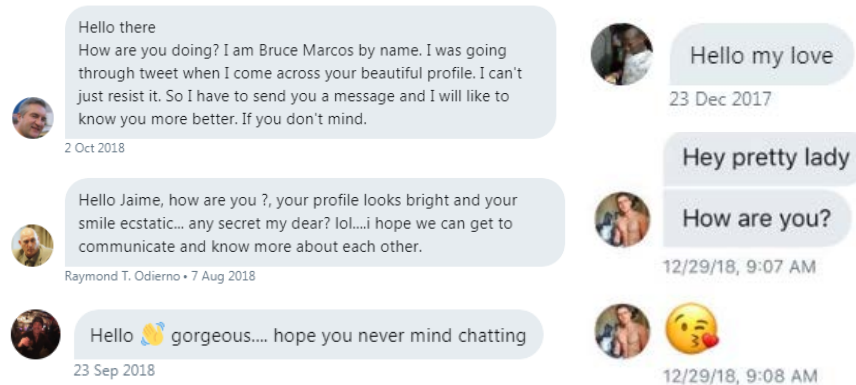 Hello there
How are you doing? I am Bruce Marcos by name. I was going
through tweet when I come across your beautiful profile. I can't
just resist it. So I have to send you a message and I will like to
know you more better. If you don't mind.
2 Oct 2018
Hello Jaime, how are you ?, your profile looks bright and your
smile ecstatic... any secret my dear? lol....i hope we can get to
communicate and know more about each other.
Raymond T. Odierno • 7 Aug 2018
Hello 👋 gorgeous.... hope you never mind chatting
23 Sep 2018
Hello my love
23 Dec 2017
Hey pretty lady
How are you?
12/29/18, 9:07 AM
😘
12/29/18, 9:08 AM